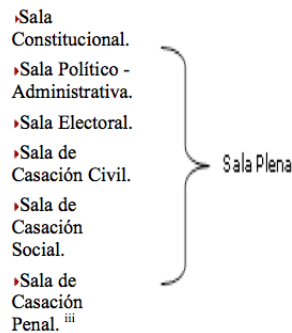 Sala
Constitucional.
Sala Político -
Administrativa.
Sala Electoral.
Sala de
Casación Civil.
Sala Plena
Sala de
Casación
Social.
Sala de
Casación
Penal. iii